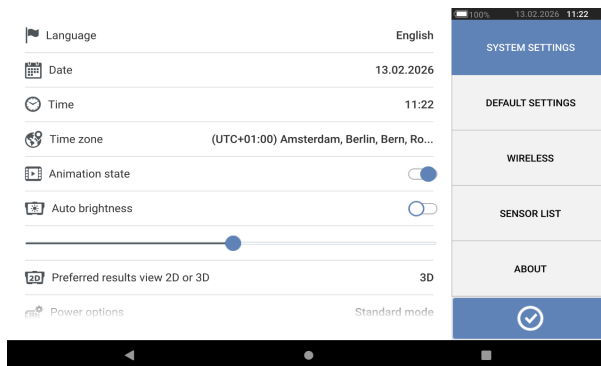 Language English
Date 13.02.2026
Time 11:22
Time zone (UTC+01:00) Amsterdam, Berlin, Bern, Ro...
Animation state
Auto brightness
2D Preferred results view 2D or 3D 3D
Power options Standard mode
100% 13.02.2026 11:22
SYSTEM SETTINGS
DEFAULT SETTINGS
WIRELESS
SENSOR LIST
ABOUT